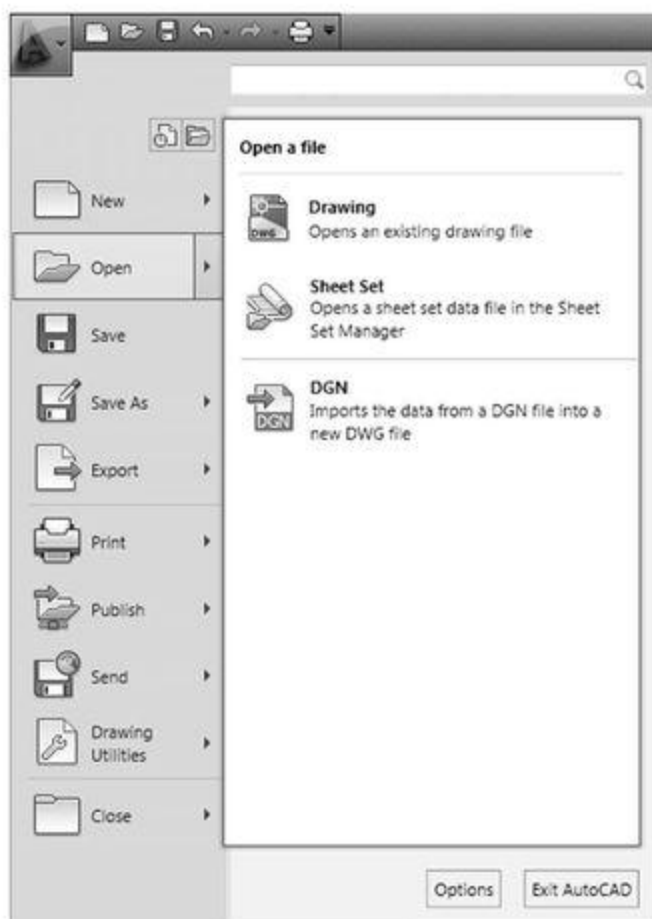 Open a file
New
Drawing
DWG
Opens an existing drawing file
Open
Sheet Set
Opens a sheet set data file in the Sheet
Set Manager
Save
DGN
DGN
Imports the data from a DGN file into a
new DWG file
Save As
Export
Print
Publish
Send
Drawing
Utilities
Close
Options
Exit AutoCAD